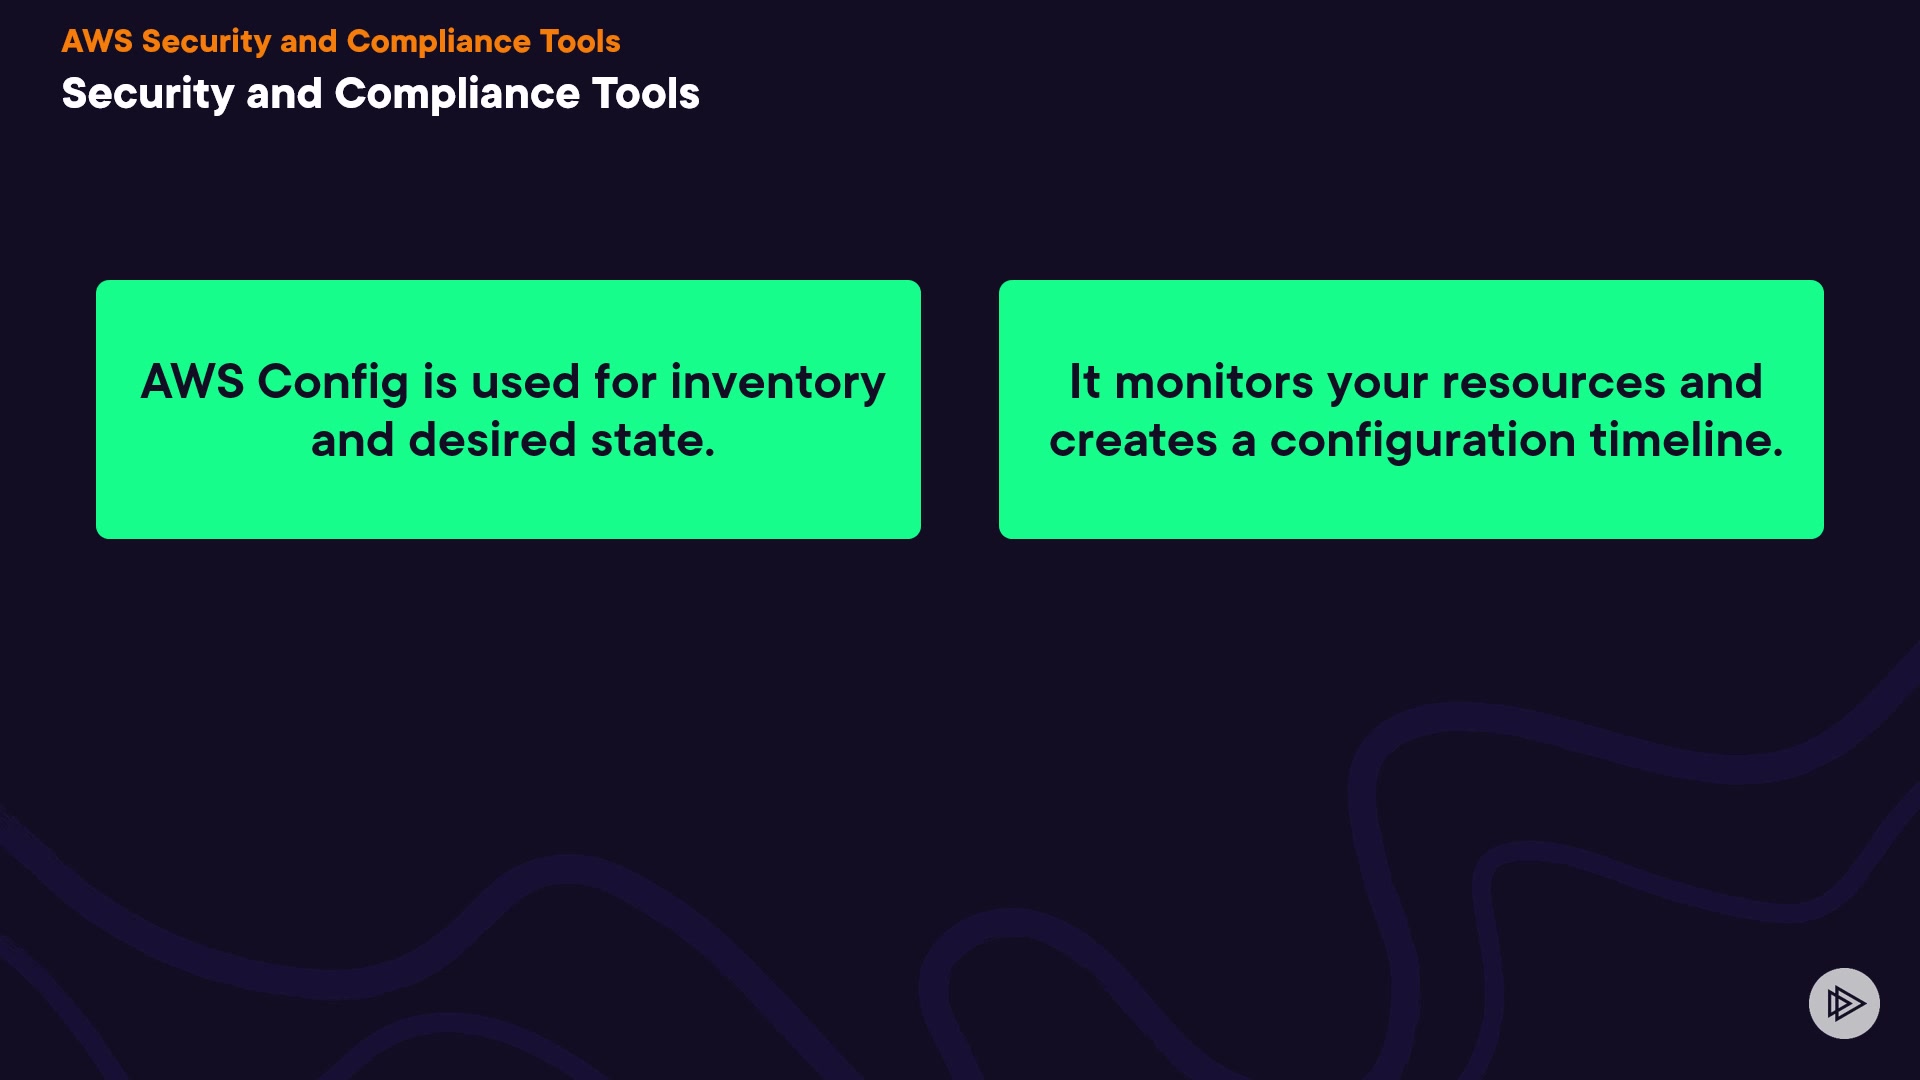 AWS Security and Compliance Tools
Security and Compliance Tools
AWS Config is used for inventory
and desired state.
It monitors your resources and
creates a configuration timeline.